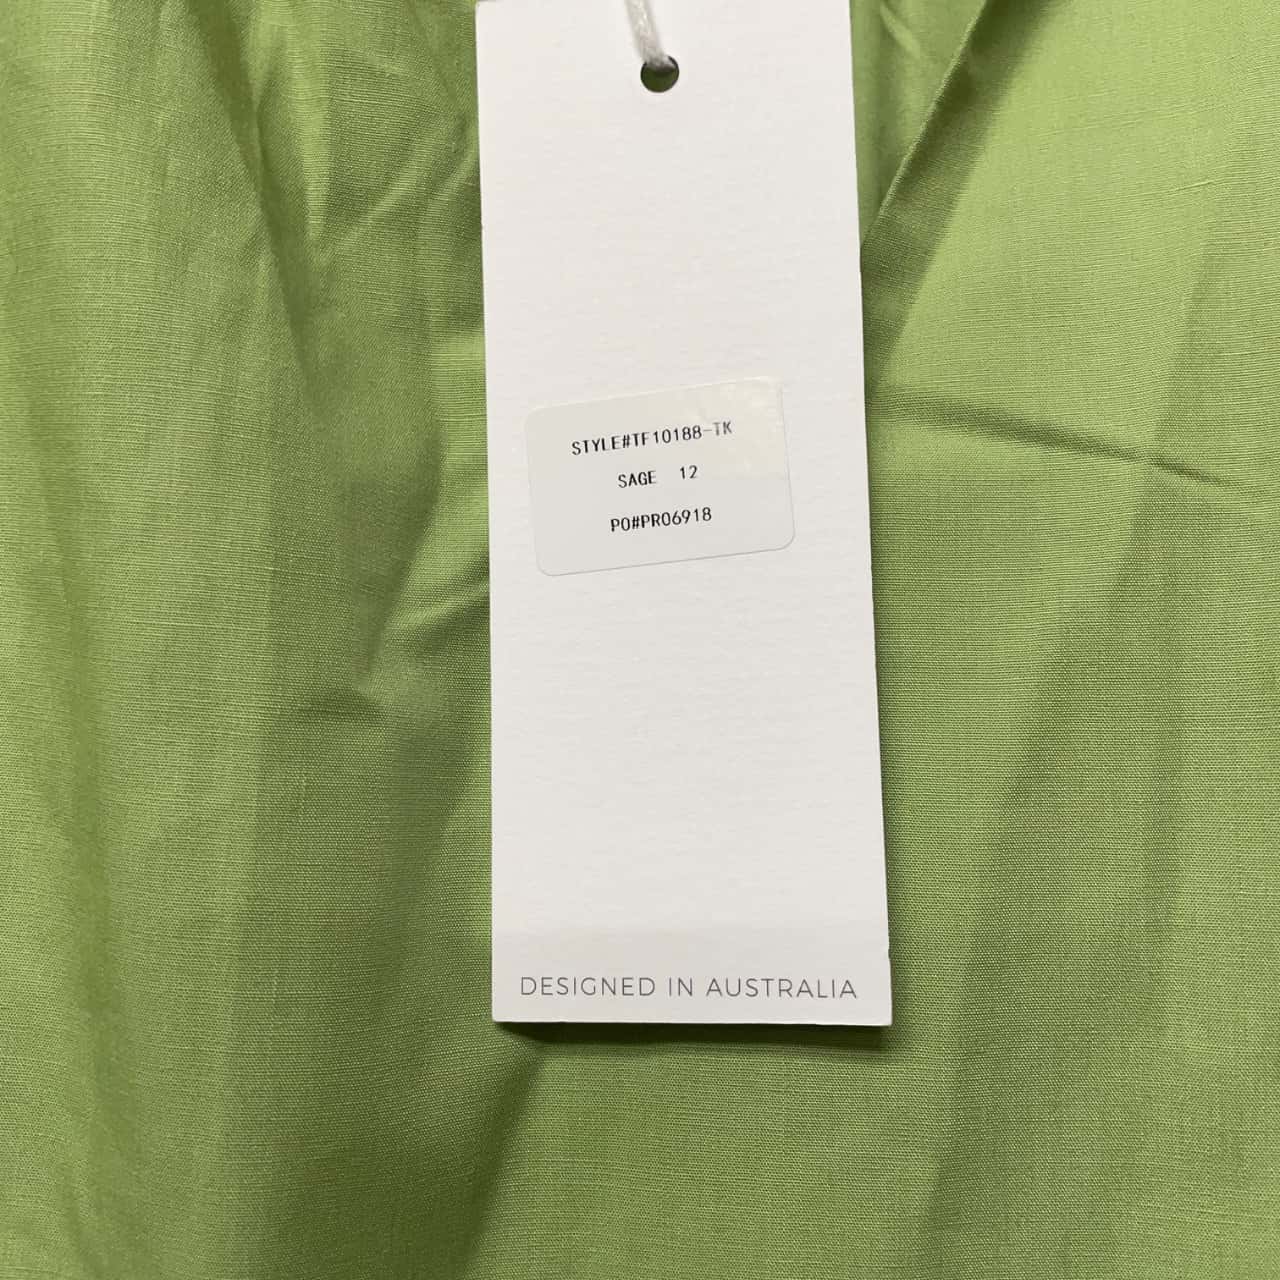 STYLE#TF10188-TK
SAGE 12
PO#PR06918
DESIGNED IN AUSTRALIA